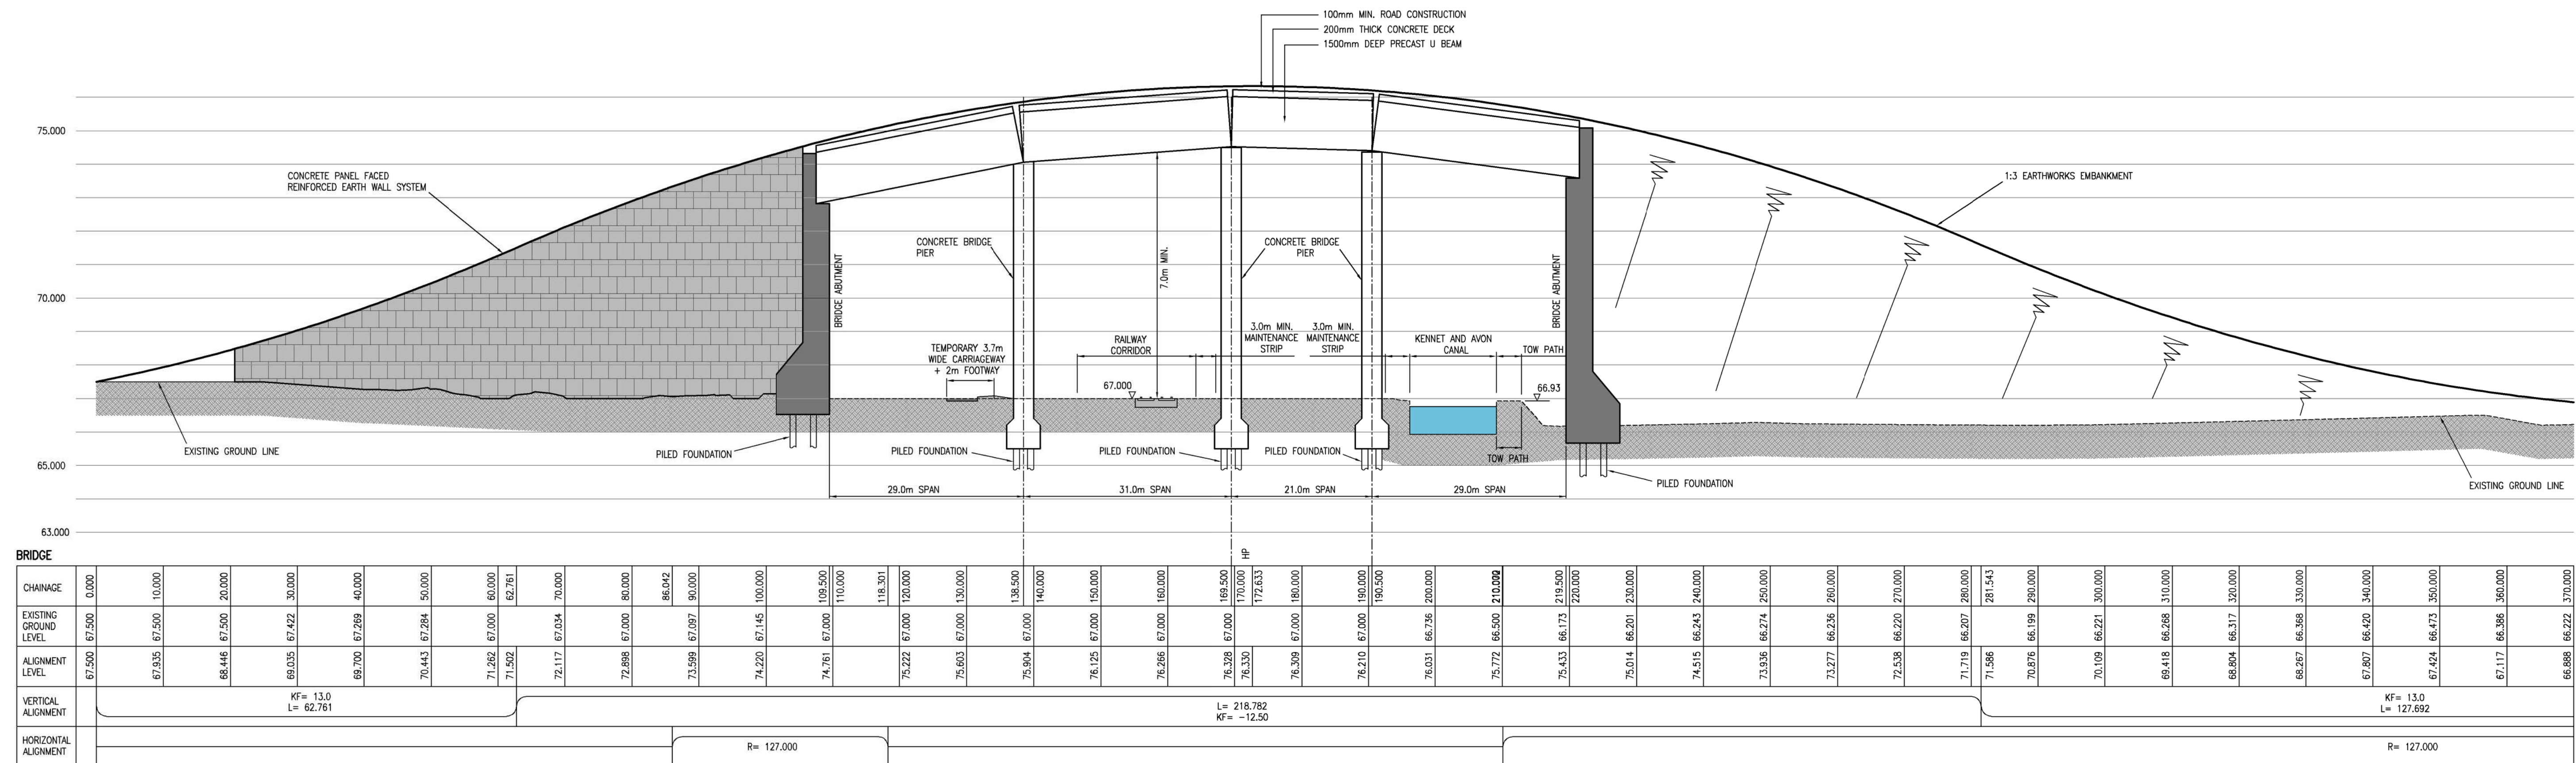 100mm MIN. ROAD CONSTRUCTION
200mm THICK CONCRETE DECK
1500mm DEEP PRECAST U BEAM
75.000
CONCRETE PANEL FACED
REINFORCED EARTH WALL SYSTEM
1:3 EARTHWORKS EMBANKMENT
CONCRETE BRIDGE
PIER
CONCRETE BRIDGE
PIER
BRIDGE ABUTMENT
7.0m MIN.
BRIDGE ABUTMENT
70.000
TEMPORARY 3.7m
WIDE CARRIAGEWAY
+ 2m FOOTWAY
RAILWAY
CORRIDOR
3.0m MIN.
MAINTENANCE
STRIP
3.0m MIN.
MAINTENANCE
STRIP
KENNET AND AVON
CANAL
TOW PATH
67.000
66.93
EXISTING GROUND LINE
PILED FOUNDATION
PILED FOUNDATION
PILED FOUNDATION
PILED FOUNDATION
TOW PATH
PILED FOUNDATION
EXISTING GROUND LINE
65.000
29.0m SPAN
31.0m SPAN
21.0m SPAN
29.0m SPAN
63.000
HP
BRIDGE
CHAINAGE 0.000 10.000 20.000 30.000 40.000 50.000 60.000 62.761 70.000 80.000 86.042 90.000 100.000 109.500 110.000 118.301 120.000 130.000 138.500 140.000 150.000 160.000 169.500 170.000 172.633 180.000 190.000 190.500 200.000 210.000 219.500 220.000 230.000 240.000 250.000 260.000 270.000 280.000 281.543 290.000 300.000 310.000 320.000 330.000 340.000 350.000 360.000 370.000
EXISTING
GROUND
LEVEL
67.500 67.500 67.500 67.422 67.269 67.284 67.000 67.034 67.000 67.097 67.145 67.000 67.000 67.000 67.000 67.000 67.000 67.000 67.000 67.000 66.736 66.500 66.173 66.201 66.243 66.274 66.236 66.220 66.207 66.199 66.221 66.268 66.317 66.368 66.420 66.473 66.386 66.222
ALIGNMENT
LEVEL
67.500 67.935 68.446 69.035 69.700 70.443 71.262 71.502 72.117 72.898 73.599 74.220 74.761 75.222 75.603 75.904 76.125 76.266 76.328 76.330 76.309 76.210 76.031 75.772 75.433 75.014 74.515 73.936 73.277 72.538 71.719 71.586 70.876 70.109 69.418 68.804 68.267 67.807 67.424 67.117 66.888
VERTICAL
ALIGNMENT
KF= 13.0
L= 62.761
L= 218.782
KF= -12.50
KF= 13.0
L= 127.692
HORIZONTAL
ALIGNMENT
R= 127.000
R= 127.000